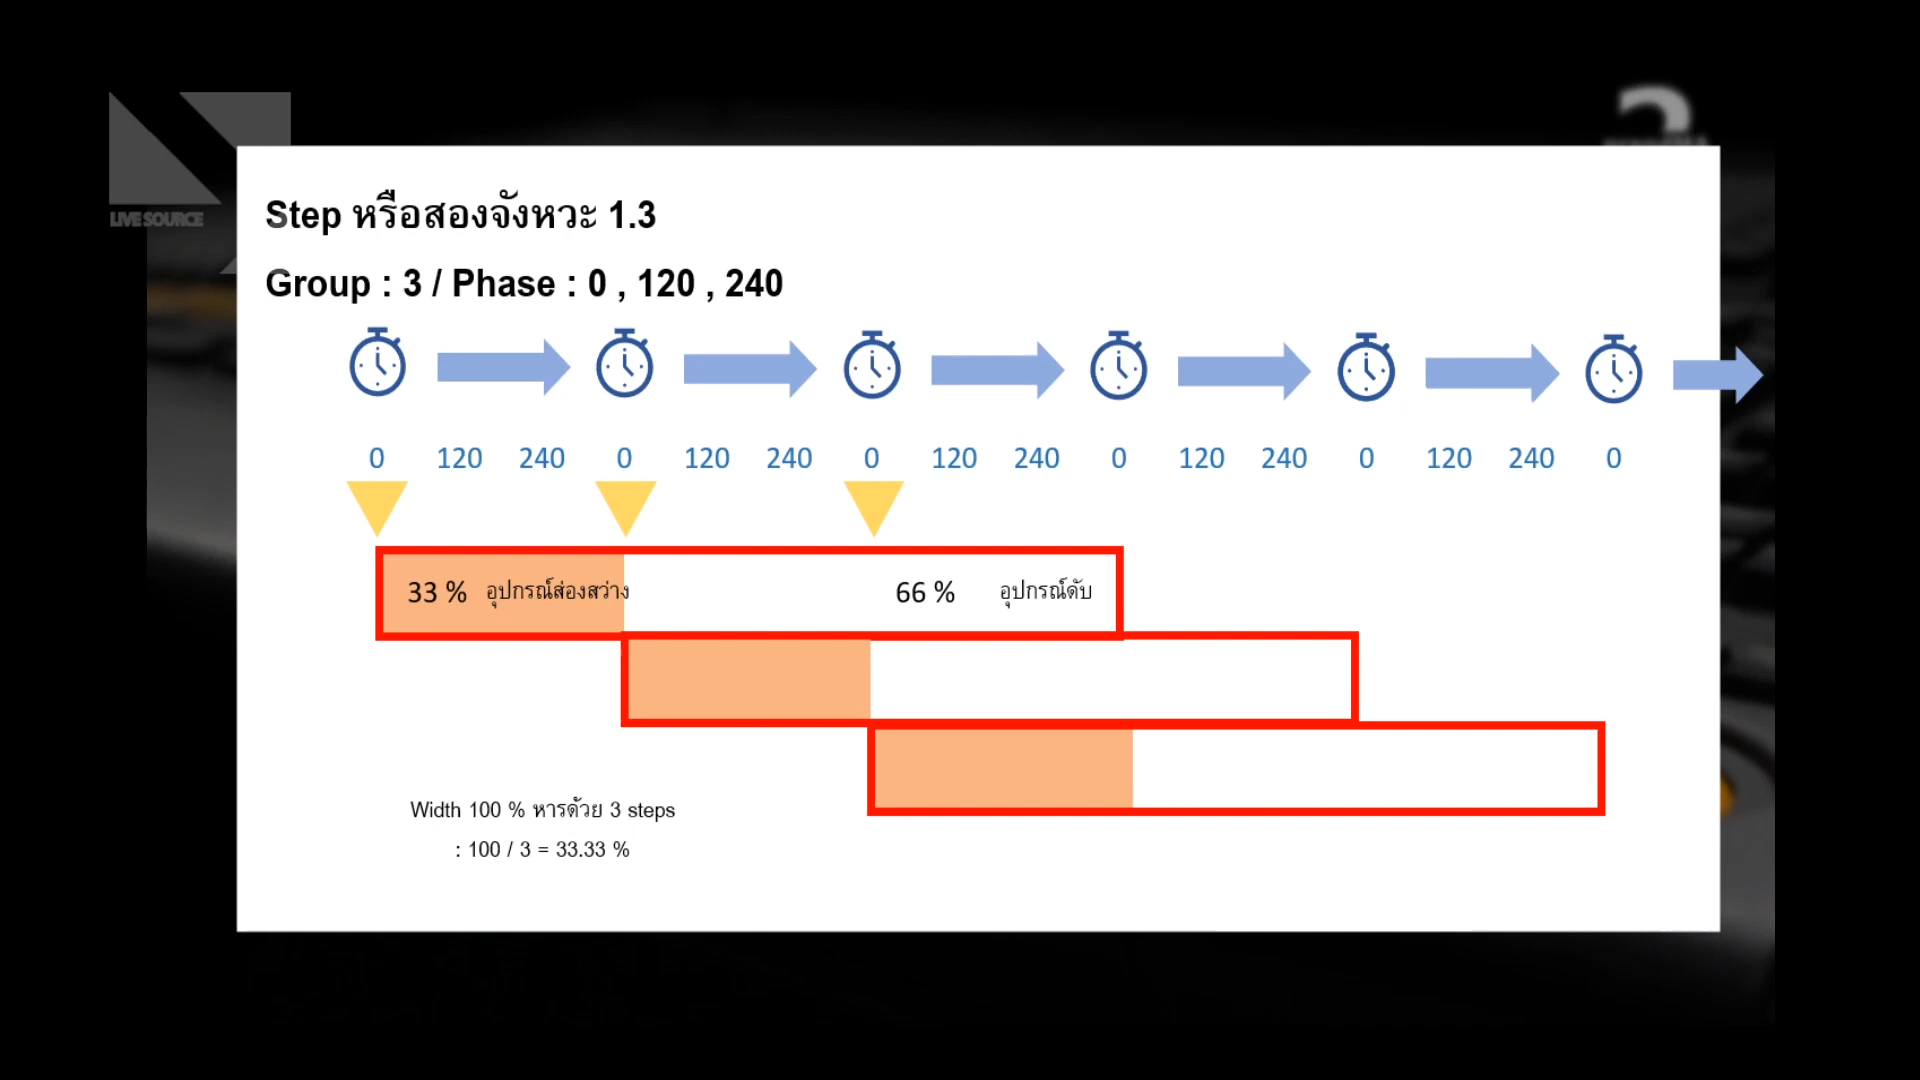 LIVE SOURCE
Step หรือสองจังหวะ 1.3
Group : 3 / Phase : 0 , 120 , 240
0 120 240 0 120 240 0 120 240 0 120 240 0 120 240 0
33 % อุปกรณ์ส่องสว่าง 66 % อุปกรณ์ดับ
Width 100 % หารด้วย 3 steps
: 100 / 3 = 33.33 %